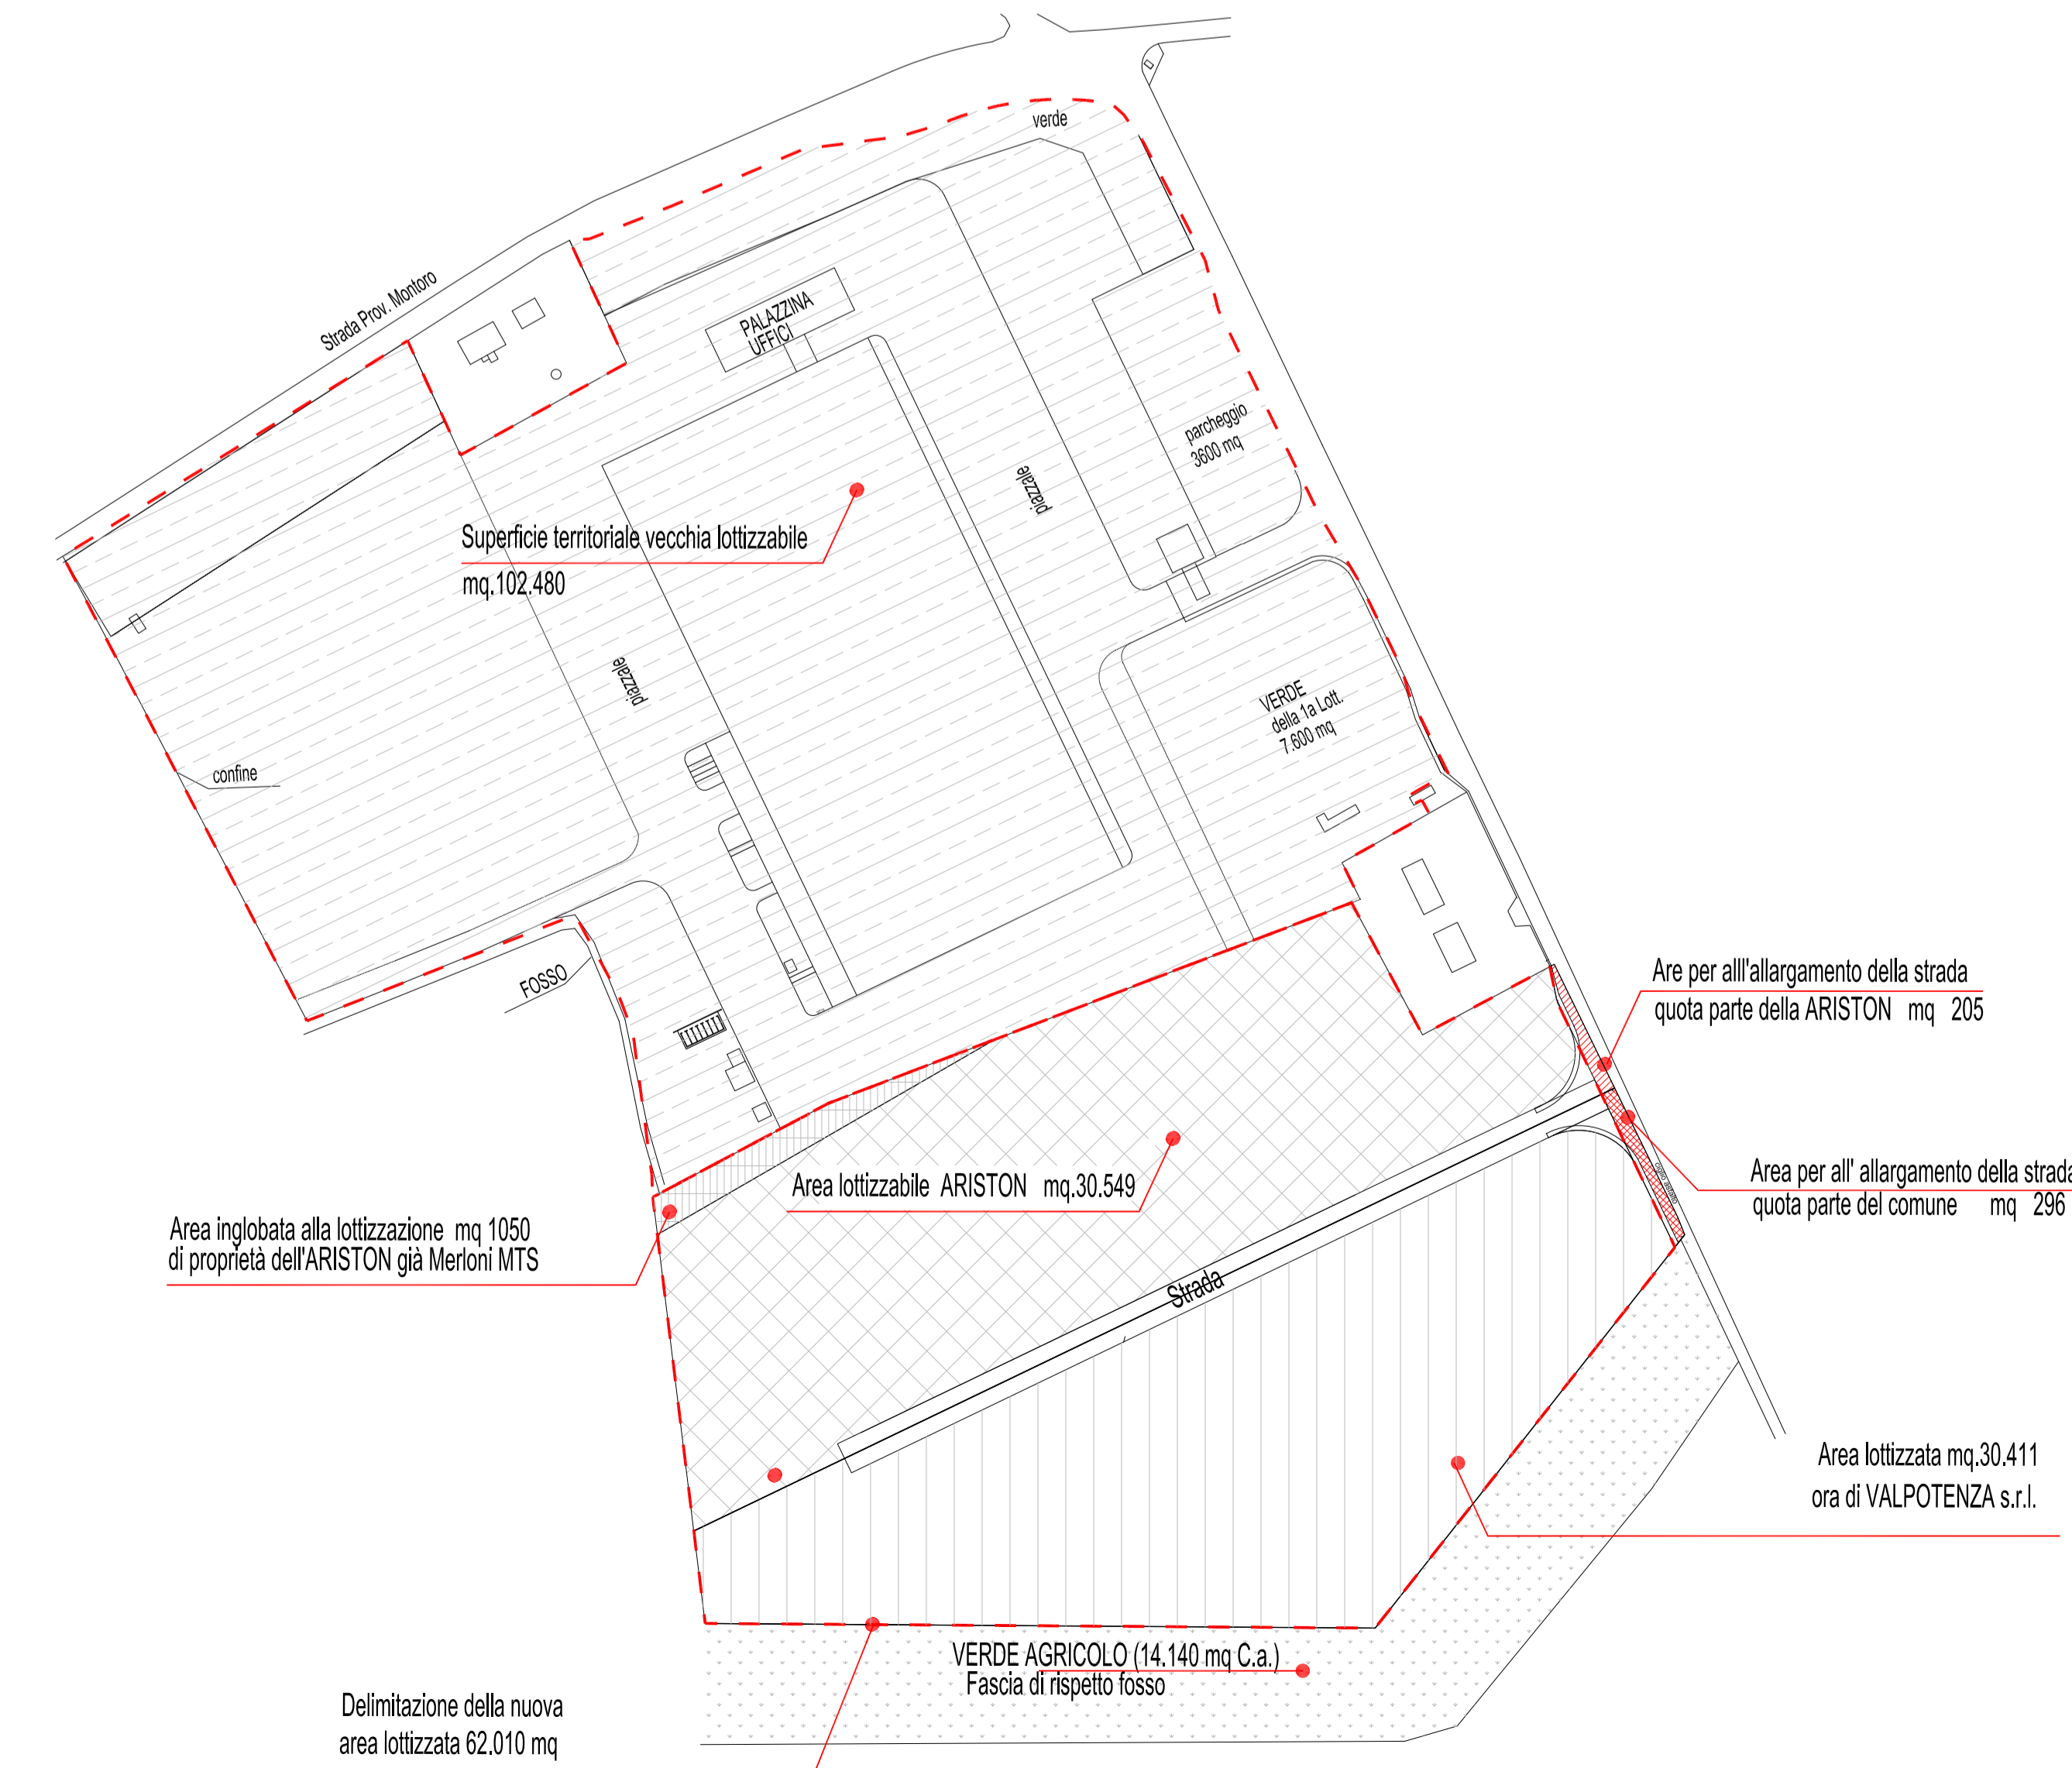 verde
Strada Prov. Montoro
PALAZZINA
UFFICI
parcheggio
3600 mq
piazzale
Superficie territoriale vecchia lottizzabile
mq.102.480
piazzale
VERDE
della 1a Lott.
7.600 mq
confine
FOSSO
Are per alll'allargamento della strada
quota parte della ARISTON mq 205
Area per all' allargamento della strada
quota parte del comune mq 296
Area lottizzabile ARISTON mq.30.549
Area inglobata alla lottizzazione mq 1050
di proprietà dell'ARISTON già Merloni MTS
Strada
Area lottizzata mq.30.411
ora di VALPOTENZA s.r.l.
VERDE AGRICOLO (14.140 mq C.a.)
Fascia di rispetto fosso
Delimitazione della nuova
area lottizzata 62.010 mq